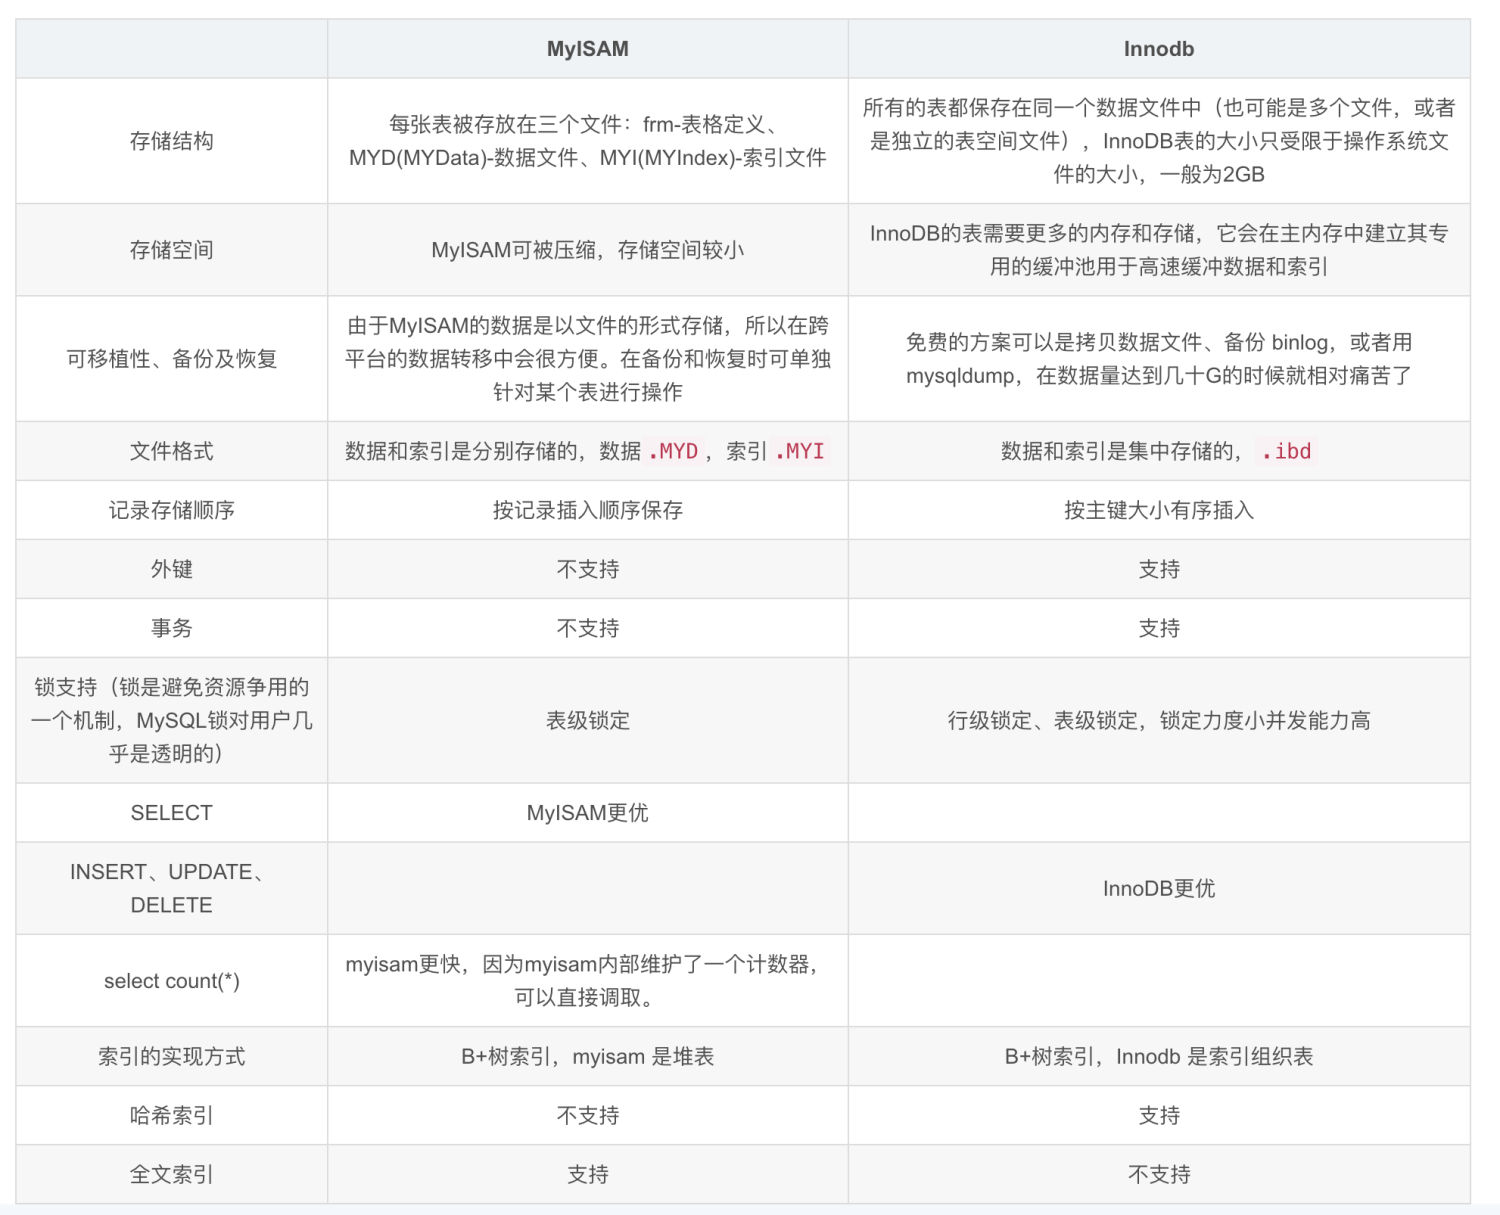 MyISAM
Innodb
存储结构
每张表被存放在三个文件：frm-表格定义、
MYD(MYData)-数据文件、MYI(MYIndex)-索引文件
所有的表都保存在同一个数据文件中（也可能是多个文件，或者
是独立的表空间文件），InnoDB表的大小只受限于操作系统文
件的大小，一般为2GB
存储空间
MyISAM可被压缩，存储空间较小
InnoDB的表需要更多的内存和存储，它会在主内存中建立其专
用的缓冲池用于高速缓冲数据和索引
可移植性、备份及恢复
由于MyISAM的数据是以文件的形式存储，所以在跨
平台的数据转移中会很方便。在备份和恢复时可单独
针对某个表进行操作
免费的方案可以是拷贝数据文件、备份 binlog，或者用
mysqldump，在数据量达到几十G的时候就相对痛苦了
文件格式
数据和索引是分别存储的，数据 .MYD ，索引 .MYI
数据和索引是集中存储的， .ibd
记录存储顺序
按记录插入顺序保存
按主键大小有序插入
外键
不支持
支持
事务
不支持
支持
锁支持（锁是避免资源争用的
一个机制，MySQL锁对用户几
乎是透明的）
表级锁定
行级锁定、表级锁定，锁定力度小并发能力高
SELECT
MyISAM更优
INSERT、UPDATE、
DELETE
InnoDB更优
select count(*)
myisam更快，因为myisam内部维护了一个计数器，
可以直接调取。
索引的实现方式
B+树索引，myisam 是堆表
B+树索引，Innodb 是索引组织表
哈希索引
不支持
支持
全文索引
支持
不支持